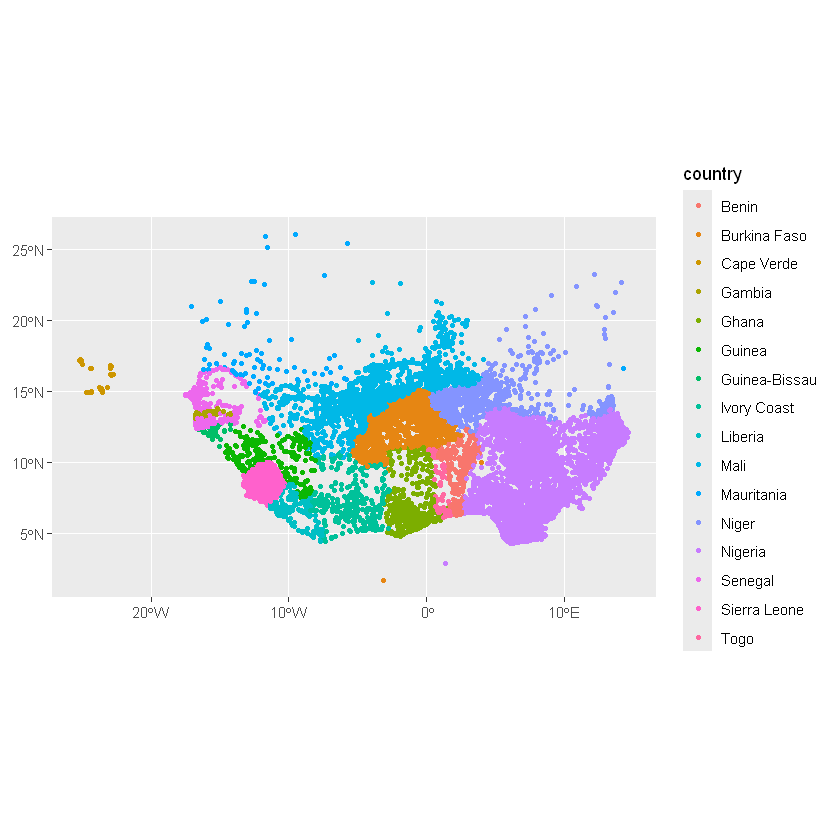 country
Benin
Burkina Faso
Cape Verde
Gambia
Ghana
Guinea
Guinea-Bissau
Ivory Coast
Liberia
Mali
Mauritania
Niger
Nigeria
Senegal
Sierra Leone
Togo
25°N
20°N
15°N
10°N
5°N
20°W
10°W
0°
10°E